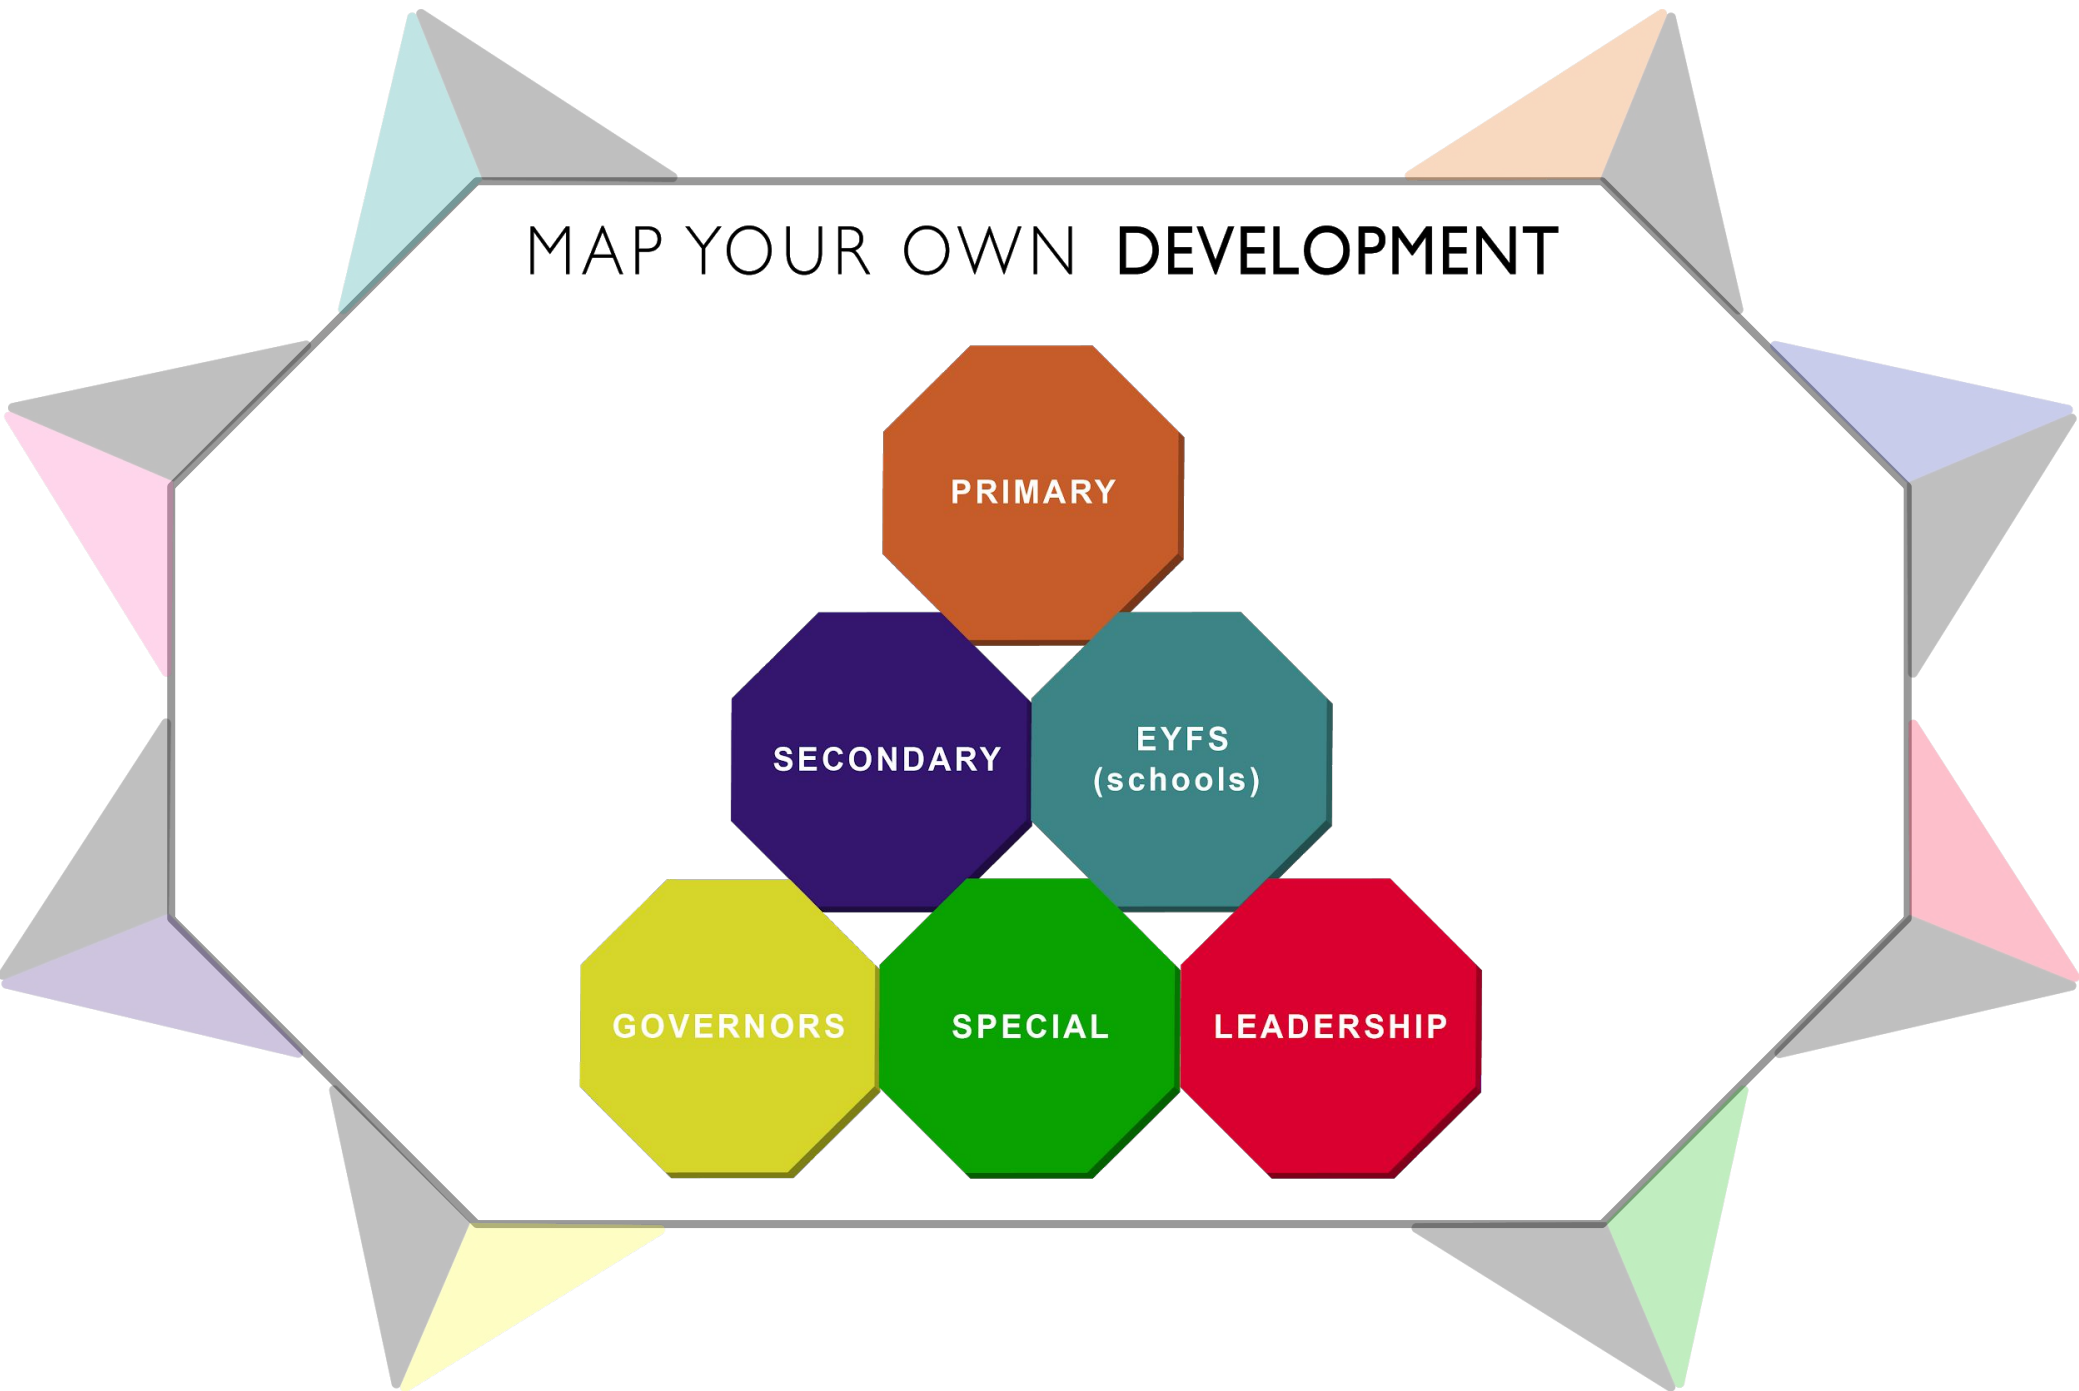 MAP YOUR OWN DEVELOPMENT
PRIMARY
SECONDARY
EYFS
(schools)
GOVERNORS
SPECIAL
LEADERSHIP